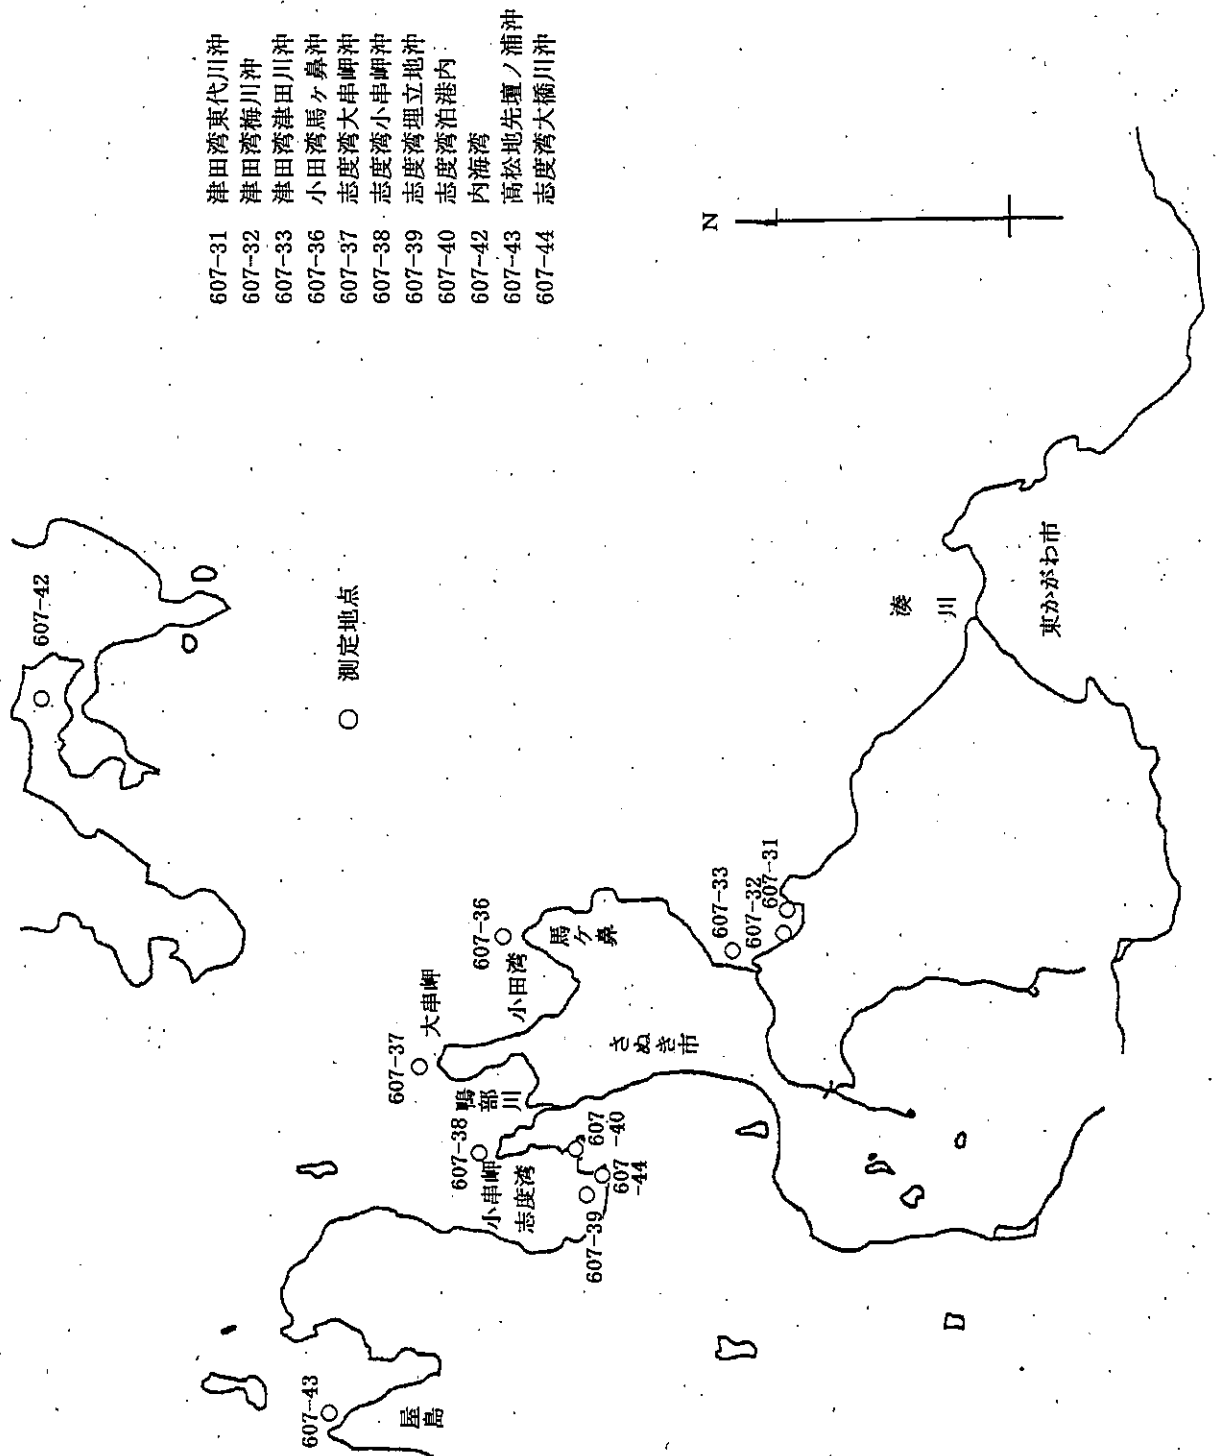 607-31 津田湾東代川沖
607-32 津田湾梅川沖
607-33 津田湾津田川沖
607-36 小田湾馬ヶ鼻沖
607-37 志度湾大串岬沖
607-38 志度湾小串岬沖
607-39 志度湾埋立地沖
607-40 志度湾泊港内
607-42 内海湾
607-43 高松地先壇ノ浦沖
607-44 志度湾大橋川沖
N
607-42
○ 測定地点
607-43
屋島
607-37
大串岬
607-36
小田湾
馬ヶ鼻
607-38
小串岬
鴨部川
志度湾
607-39
607-40
607-44
さぬき市
607-33
607-32
607-31
湊川
東かがわ市